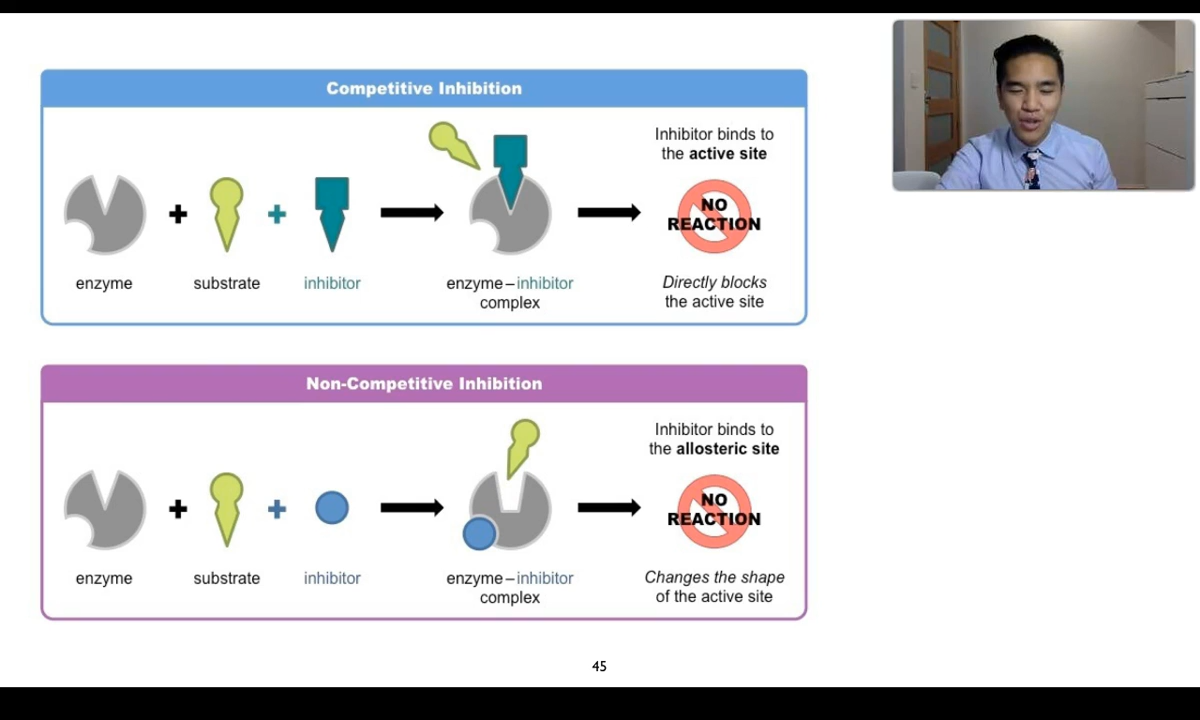 Competitive Inhibition
Inhibitor binds to
the active site
NO
REACTION
enzyme
substrate
inhibitor
enzyme–inhibitor
complex
Directly blocks
the active site
Non-Competitive Inhibition
Inhibitor binds to
the allosteric site
NO
REACTION
enzyme
substrate
inhibitor
enzyme–inhibitor
complex
Changes the shape
of the active site
45